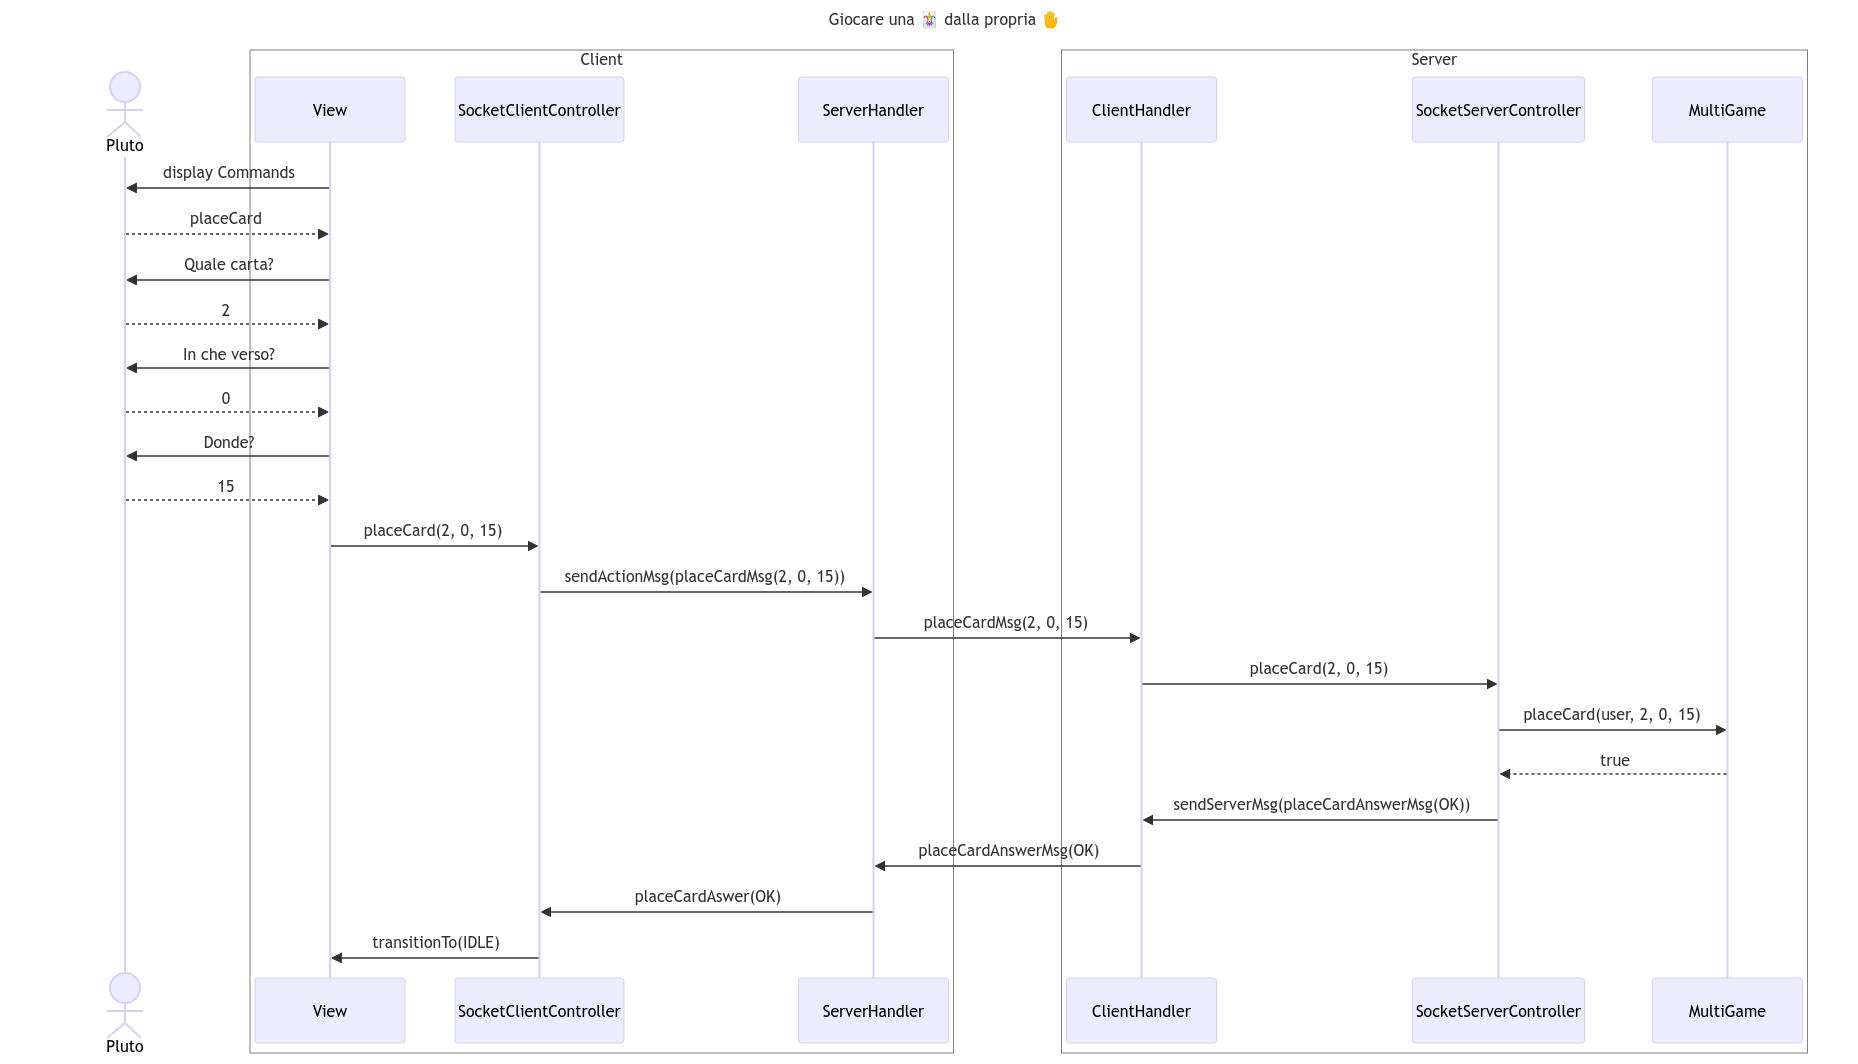 Giocare una 🃏 dalla propria ✋
Client
Server
Pluto
View
SocketClientController
ServerHandler
ClientHandler
SocketServerController
MultiGame
display Commands
placeCard
Quale carta?
2
In che verso?
0
Donde?
15
placeCard(2, 0, 15)
sendActionMsg(placeCardMsg(2, 0, 15))
placeCardMsg(2, 0, 15)
placeCard(2, 0, 15)
placeCard(user, 2, 0, 15)
true
sendServerMsg(placeCardAnswerMsg(OK))
placeCardAnswerMsg(OK)
placeCardAswer(OK)
transitionTo(IDLE)
Pluto
View
SocketClientController
ServerHandler
ClientHandler
SocketServerController
MultiGame